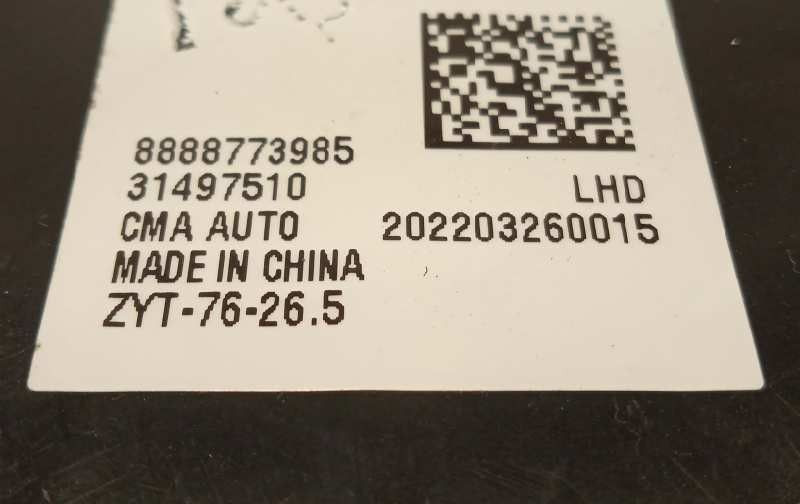 8888773985
31497510 LHD
CMA AUTO 202203260015
MADE IN CHINA
ZYT-76-26.5